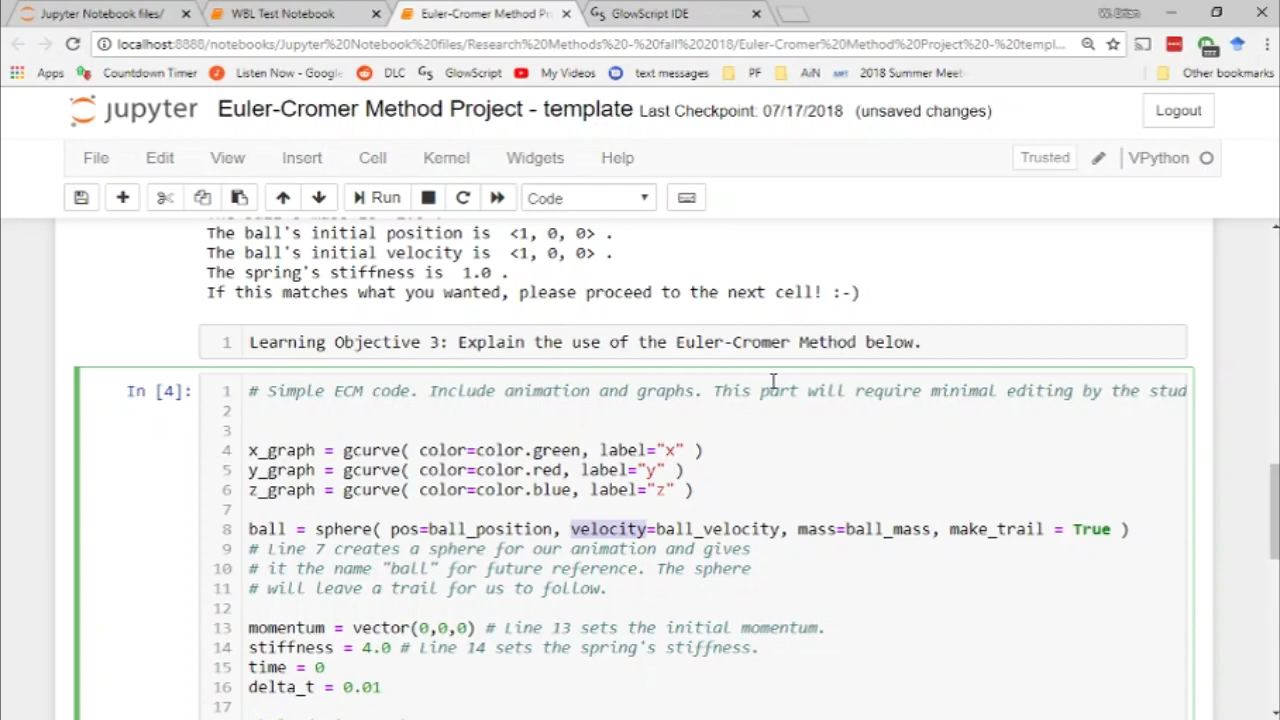 Jupyter Notebook files/
WBL Test Notebook
Euler-Cromer Method Pr
GlowScript IDE
localhost:8888/notebooks/Jupyter%20Notebook%20files/Research%20Methods%20-%20fall%202018/Euler-Cromer%20Method%20Project%20-%20templ...
Apps
Countdown Timer
Listen Now - Google
DLC
GlowScript
My Videos
text messages
PF
AiN
2018 Summer Meet
Other bookmarks
jupyter
Euler-Cromer Method Project - template
Last Checkpoint: 07/17/2018
(unsaved changes)
Logout
File
Edit
View
Insert
Cell
Kernel
Widgets
Help
Trusted
VPython
Run
Code
The ball's initial position is <1, 0, 0> .
The ball's initial velocity is <1, 0, 0> .
The spring's stiffness is 1.0 .
If this matches what you wanted, please proceed to the next cell! :-)
1 Learning Objective 3: Explain the use of the Euler-Cromer Method below.
In [4]:
1 # Simple ECM code. Include animation and graphs. This part will require minimal editing by the stud
2
3
4 x_graph = gcurve( color=color.green, label="x" )
5 y_graph = gcurve( color=color.red, label="y" )
6 z_graph = gcurve( color=color.blue, label="z" )
7
8 ball = sphere( pos=ball_position, velocity=ball_velocity, mass=ball_mass, make_trail = True )
9 # Line 7 creates a sphere for our animation and gives
10 # it the name "ball" for future reference. The sphere
11 # will leave a trail for us to follow.
12
13 momentum = vector(0,0,0) # Line 13 sets the initial momentum.
14 stiffness = 4.0 # Line 14 sets the spring's stiffness.
15 time = 0
16 delta_t = 0.01
17